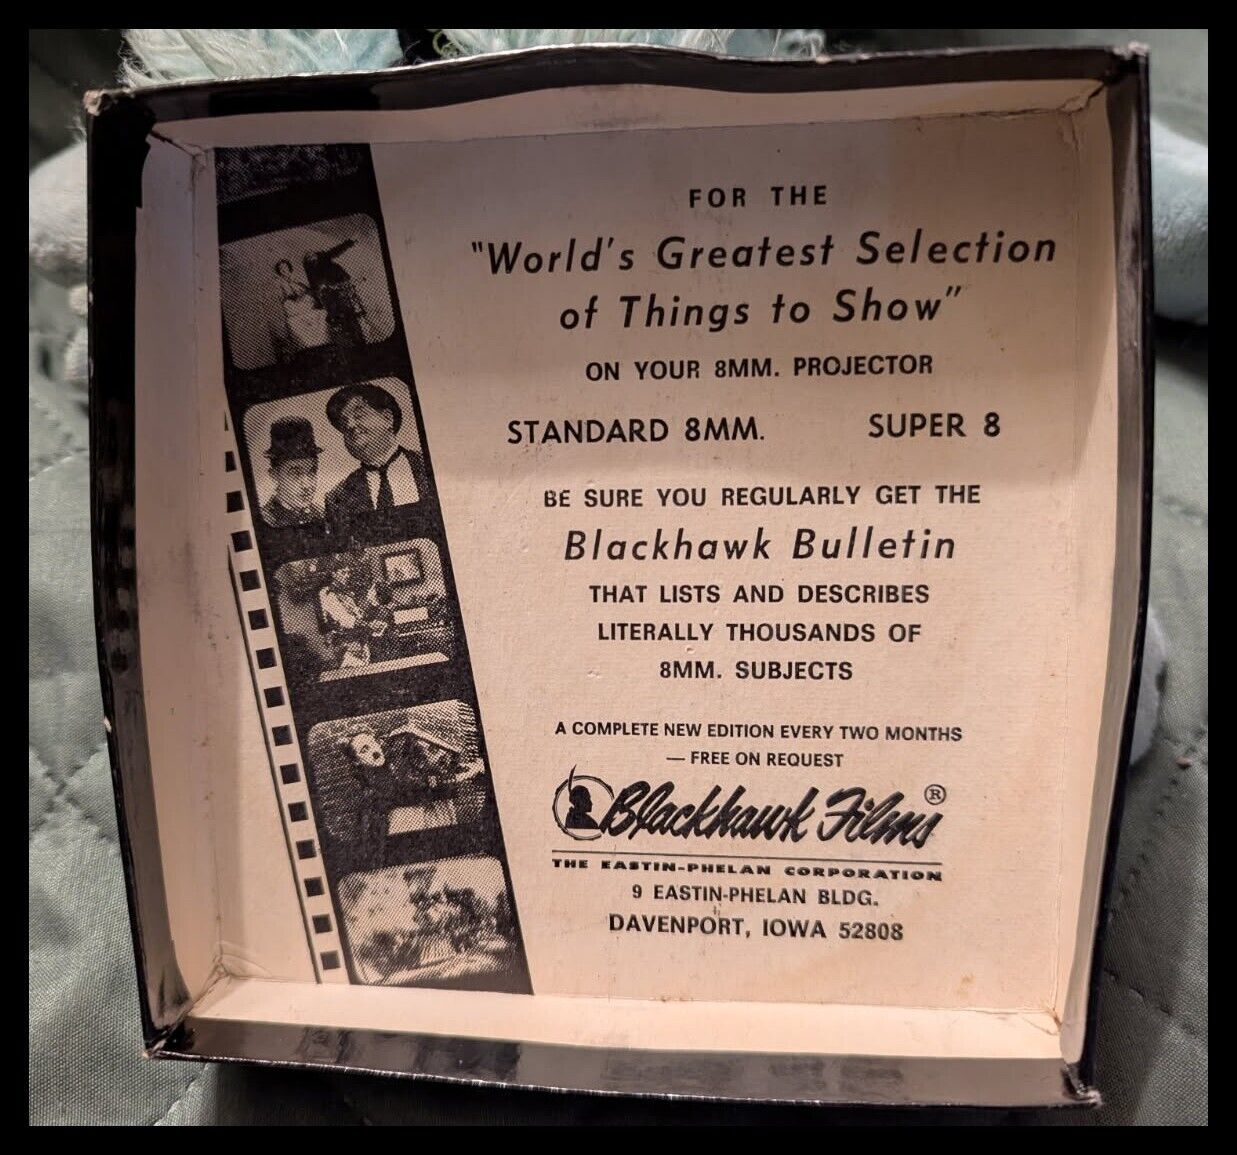 FOR THE
"World's Greatest Selection
of Things to Show"
ON YOUR 8MM. PROJECTOR
STANDARD 8MM. SUPER 8
BE SURE YOU REGULARLY GET THE
Blackhawk Bulletin
THAT LISTS AND DESCRIBES
LITERALLY THOUSANDS OF
8MM. SUBJECTS
A COMPLETE NEW EDITION EVERY TWO MONTHS
— FREE ON REQUEST
Blackhawk Films ®
THE EASTIN-PHELAN CORPORATION
9 EASTIN-PHELAN BLDG.
DAVENPORT, IOWA 52808